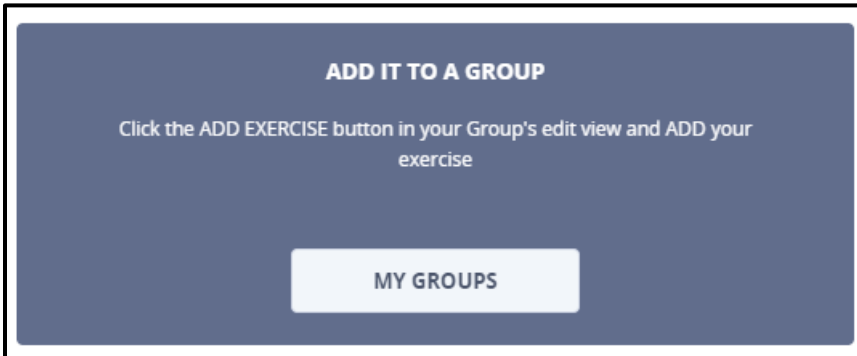 ADD IT TO A GROUP
Click the ADD EXERCISE button in your Group's edit view and ADD your
exercise
MY GROUPS